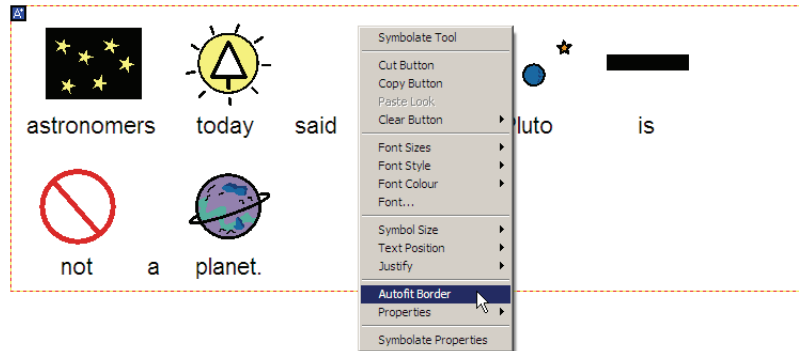 A*
astronomers today said Pluto is
not a planet.
Symbolate Tool
Cut Button
Copy Button
Paste Look
Clear Button
Font Sizes
Font Style
Font Colour
Font...
Symbol Size
Text Position
Justify
Autofit Border
Properties
Symbolate Properties